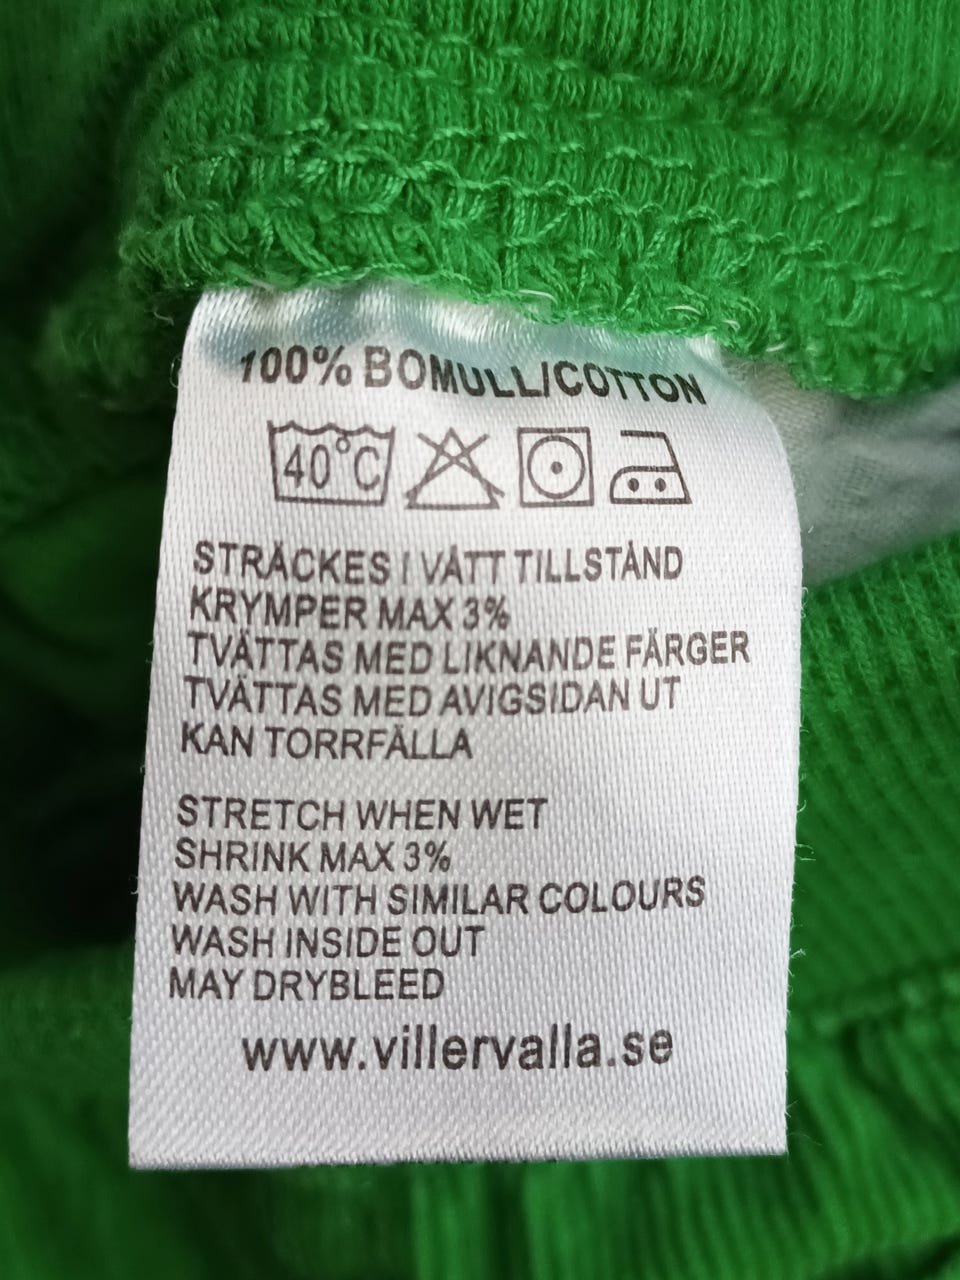 100% BOMULL/COTTON
40°C
STRÄCKES I VÅTT TILLSTÅND
KRYMPER MAX 3%
TVÄTTAS MED LIKNANDE FÄRGER
TVÄTTAS MED AVIGSIDAN UT
KAN TORRFÄLLA
STRETCH WHEN WET
SHRINK MAX 3%
WASH WITH SIMILAR COLOURS
WASH INSIDE OUT
MAY DRYBLEED
www.villervalla.se